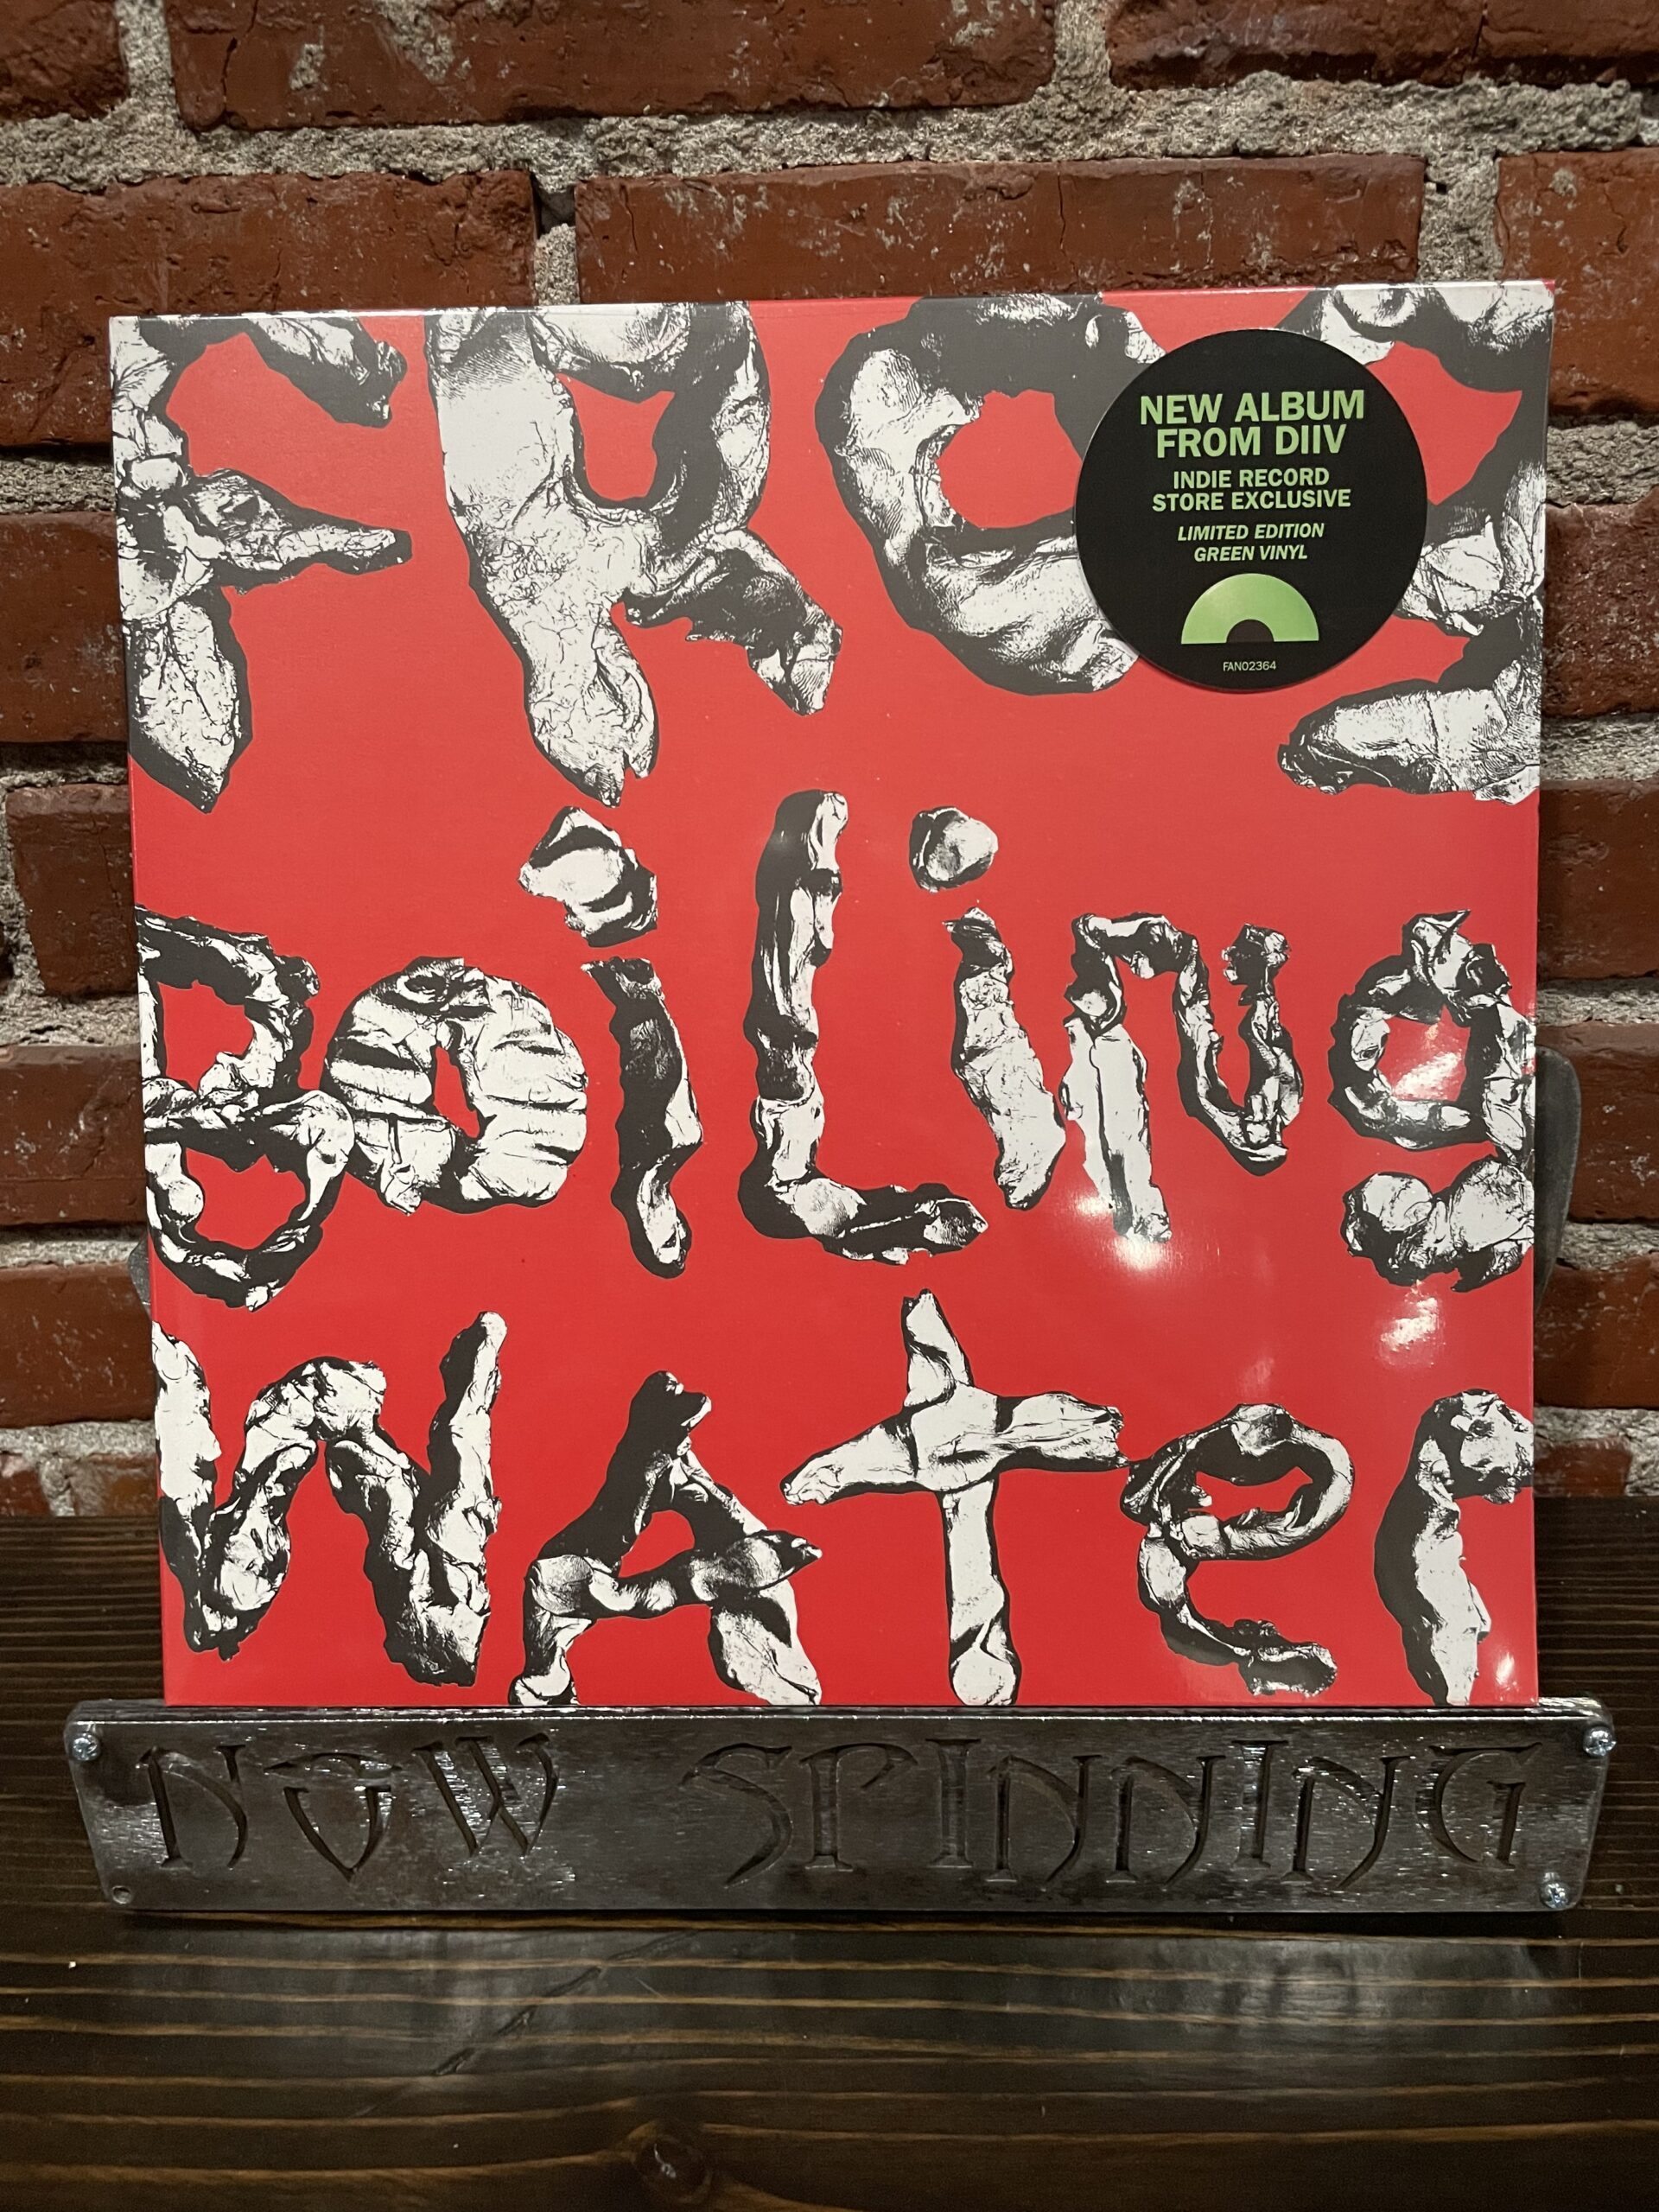 FROG
NEW ALBUM
FROM DIIV
INDIE RECORD
STORE EXCLUSIVE
LIMITED EDITION
GREEN VINYL
FAN02364
BoiLing
WATer
NOW SPINNING